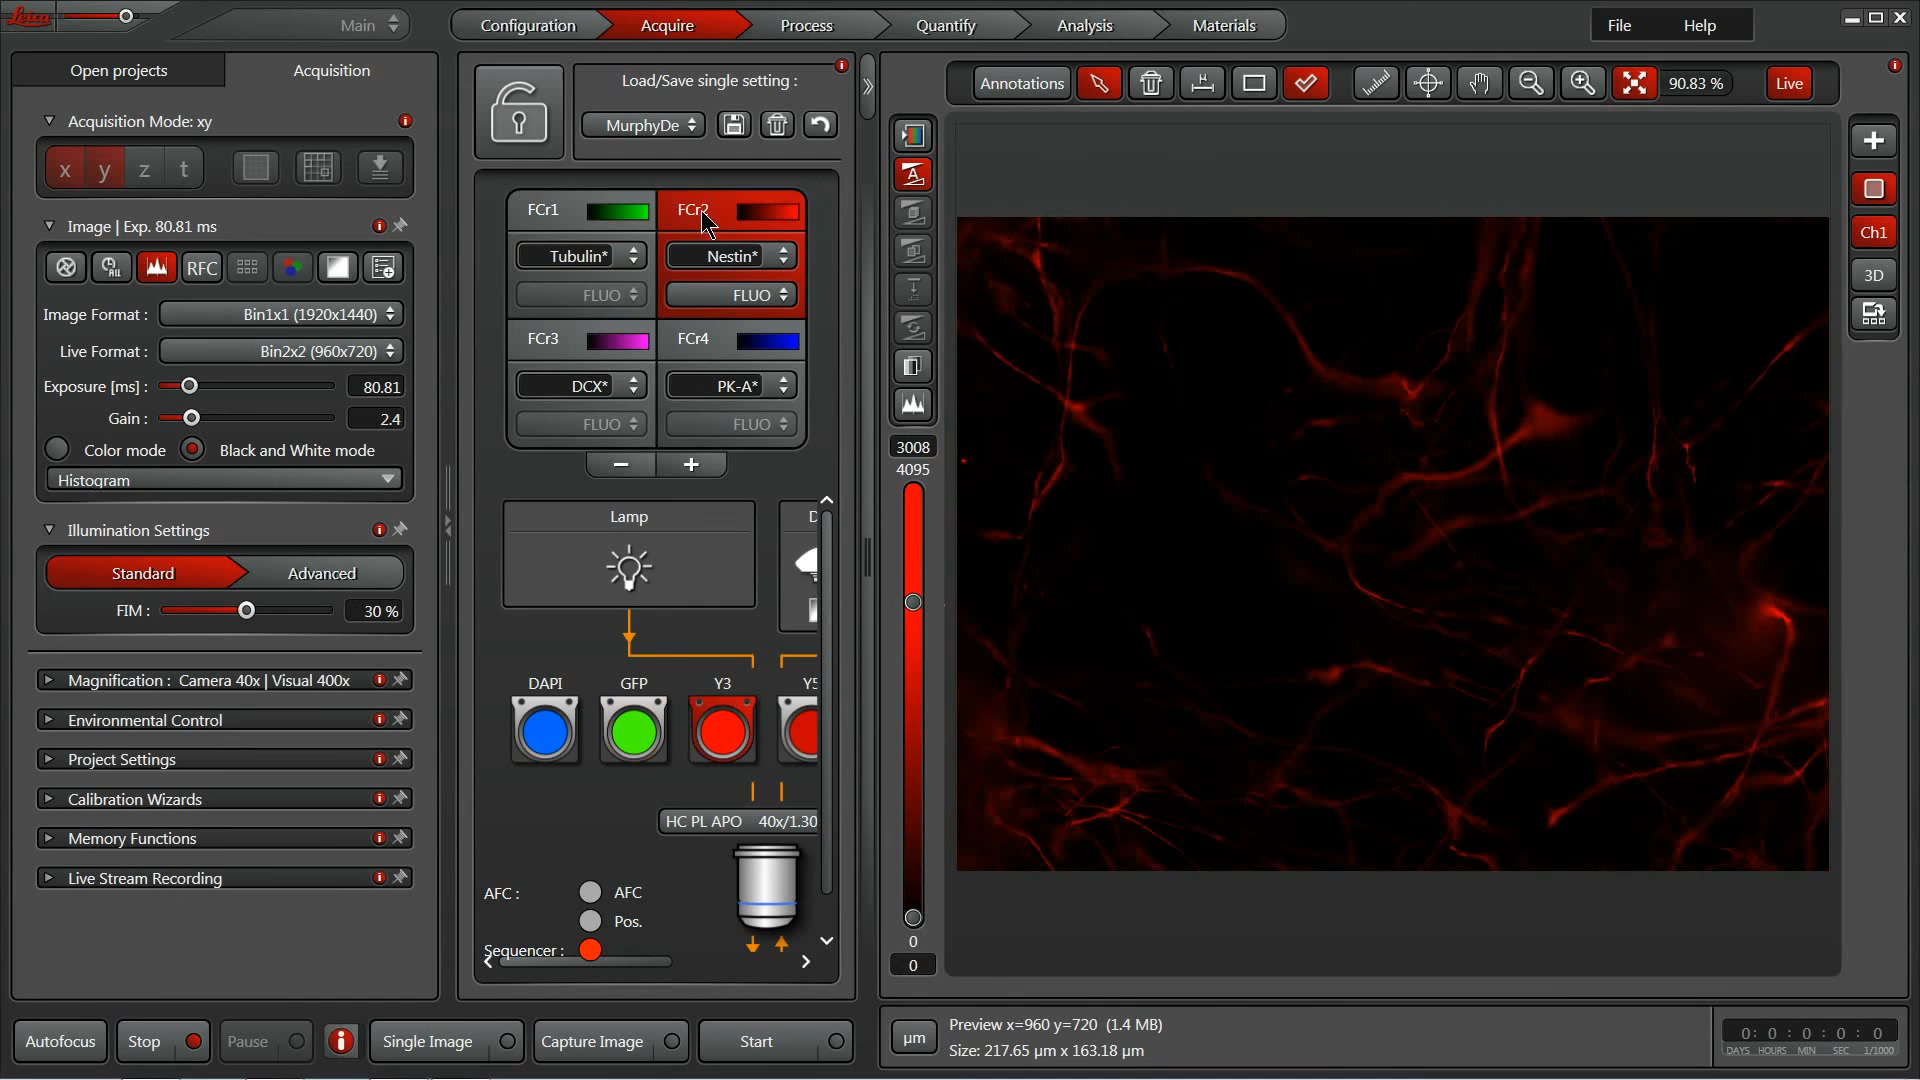 Leica
Main
Configuration
Acquire
Process
Quantify
Analysis
Materials
File
Help
Open projects
Acquisition
Acquisition Mode: xy
x
y
z
t
Image | Exp. 80.81 ms
ALL
RFC
Image Format :
Bin1x1 (1920x1440)
Live Format :
Bin2x2 (960x720)
Exposure [ms] :
80.81
Gain :
2.4
Color mode
Black and White mode
Histogram
Illumination Settings
Standard
Advanced
FIM :
30 %
Magnification : Camera 40x | Visual 400x
Environmental Control
Project Settings
Calibration Wizards
Memory Functions
Live Stream Recording
Load/Save single setting :
MurphyDe
FCr1
FCr2
Tubulin*
Nestin*
FLUO
FLUO
FCr3
FCr4
DCX*
PK-A*
FLUO
FLUO
Lamp
DAPI
GFP
Y3
Y5
HC PL APO 40x/1.30
AFC :
AFC
Pos.
Sequencer :
Annotations
90.83 %
Live
A
3008
4095
0
0
Ch1
3D
Autofocus
Stop
Pause
Single Image
Capture Image
Start
µm
Preview x=960 y=720 (1.4 MB)
Size: 217.65 µm x 163.18 µm
0: 0 : 0 : 0 : 0
DAYS HOURS MIN SEC 1/1000